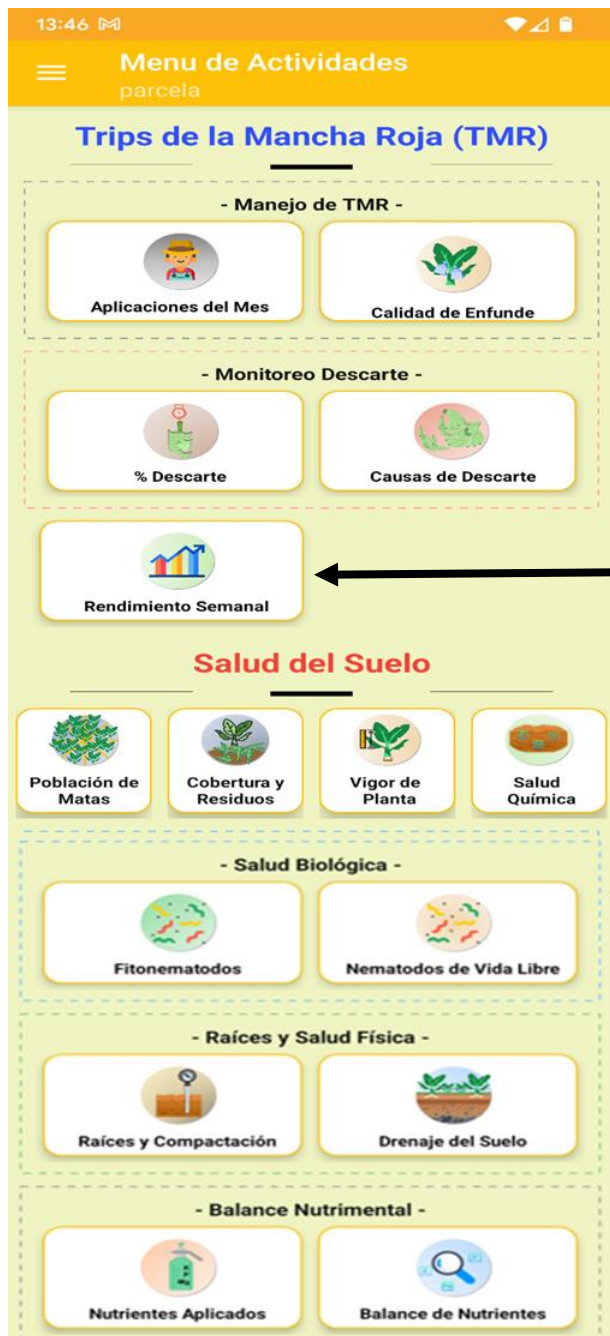 13:46
Menu de Actividades
parcela
Trips de la Mancha Roja (TMR)
- Manejo de TMR -
Aplicaciones del Mes
Calidad de Enfunde
- Monitoreo Descarte -
% Descarte
Causas de Descarte
Rendimiento Semanal
Salud del Suelo
Población de
Matas
Cobertura y
Residuos
Vigor de
Planta
Salud
Química
- Salud Biológica -
Fitonematodos
Nematodos de Vida Libre
- Raíces y Salud Física -
Raíces y Compactación
Drenaje del Suelo
- Balance Nutrimental -
Nutrientes Aplicados
Balance de Nutrientes